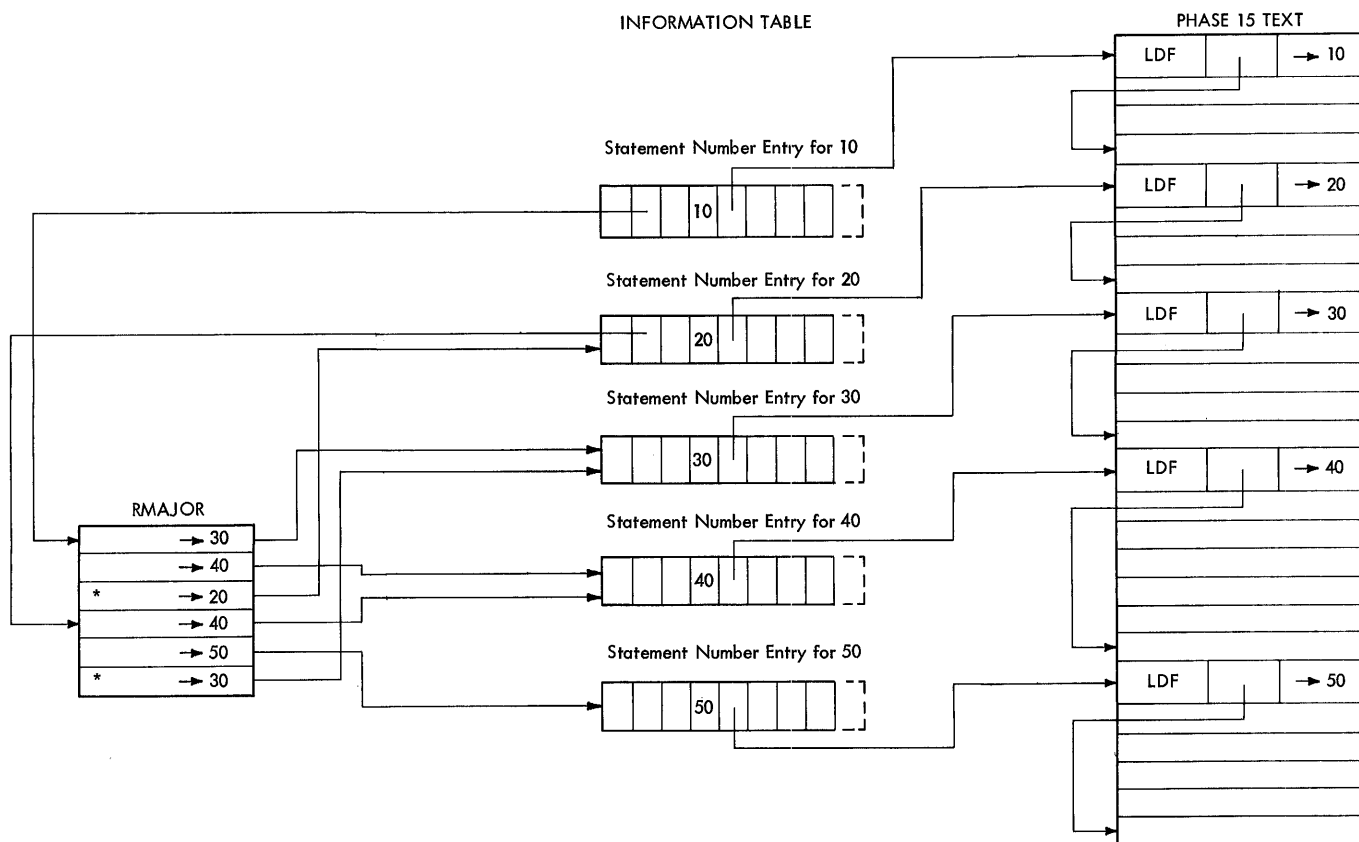 INFORMATION TABLE
PHASE 15 TEXT
LDF → 10
Statement Number Entry for 10
10
LDF → 20
Statement Number Entry for 20
20
LDF → 30
Statement Number Entry for 30
30
LDF → 40
Statement Number Entry for 40
40
RMAJOR
→ 30
→ 40
* → 20
→ 40
→ 50
* → 30
Statement Number Entry for 50
50
LDF → 50